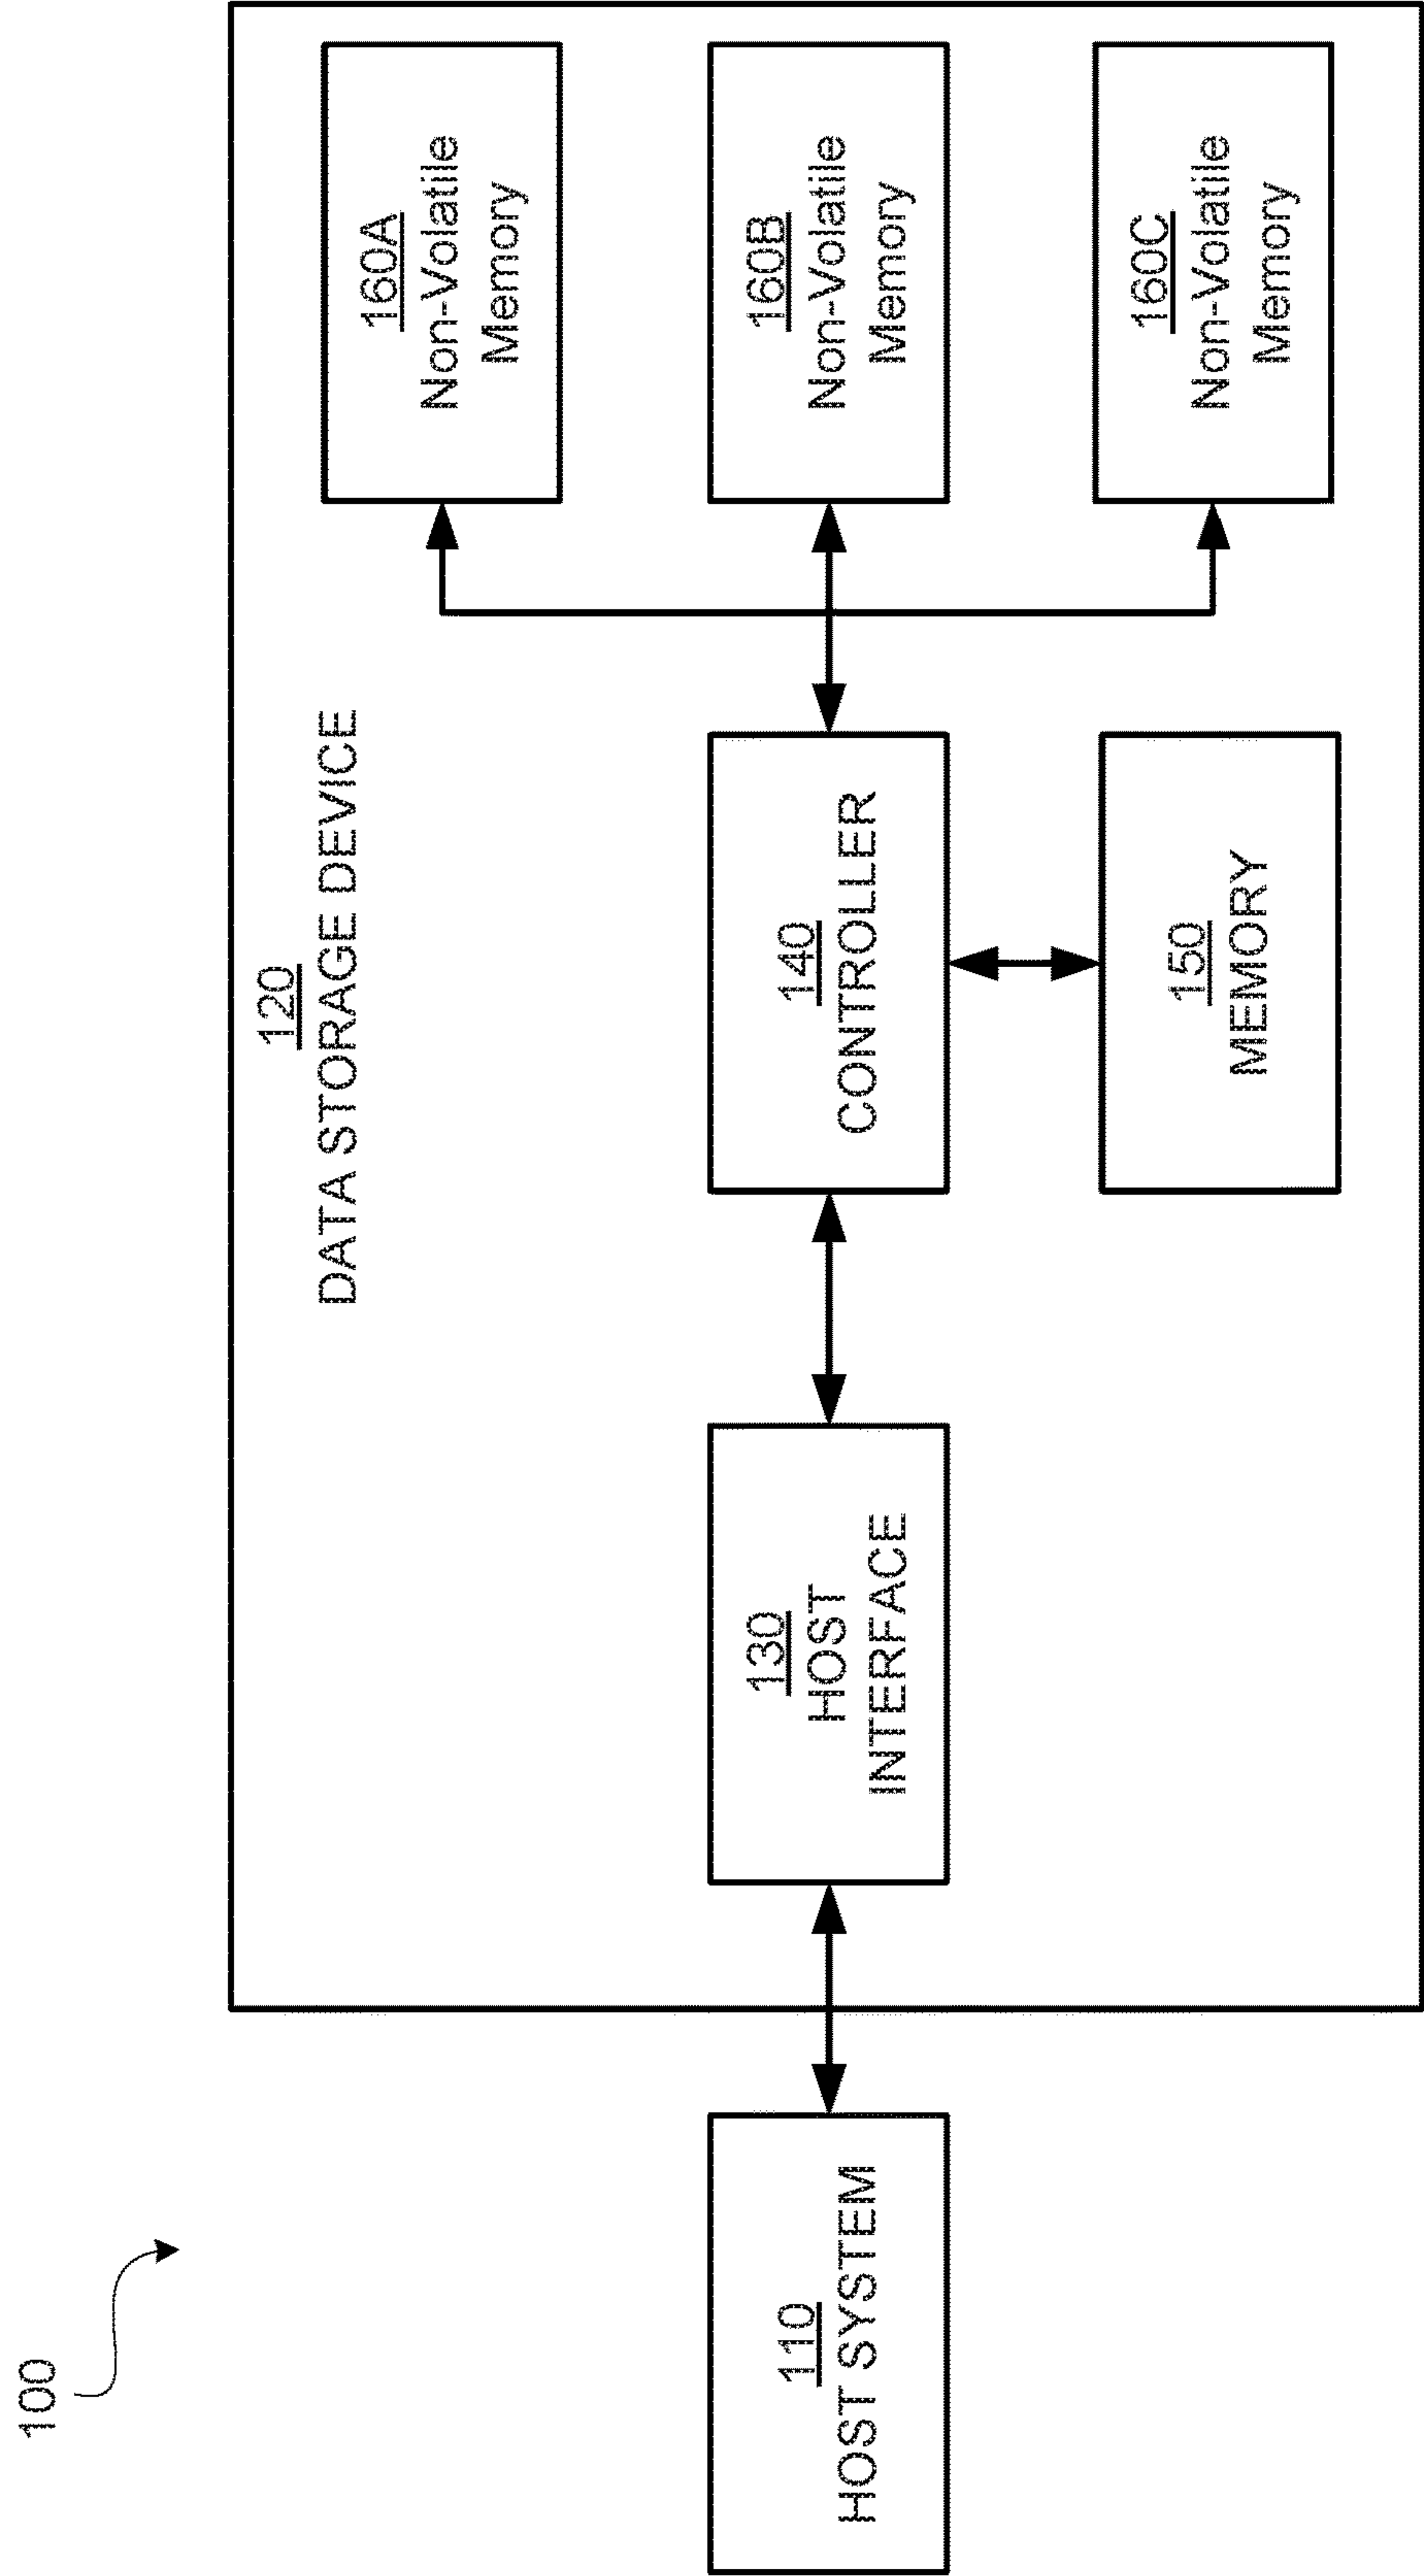 100
110
HOST SYSTEM
120
DATA STORAGE DEVICE
130
HOST
INTERFACE
140
CONTROLLER
150
MEMORY
160A
Non-Volatile
Memory
160B
Non-Volatile
Memory
160C
Non-Volatile
Memory